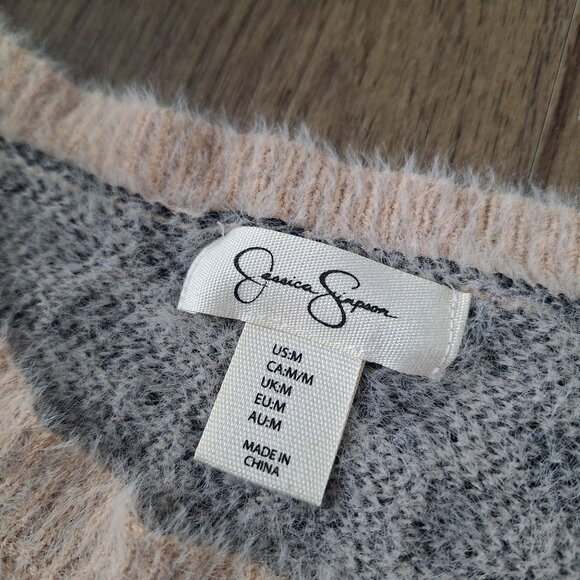 Jessica Simpson
US:M
CA:M/M
UK:M
EU:M
AU:M
MADE IN
CHINA